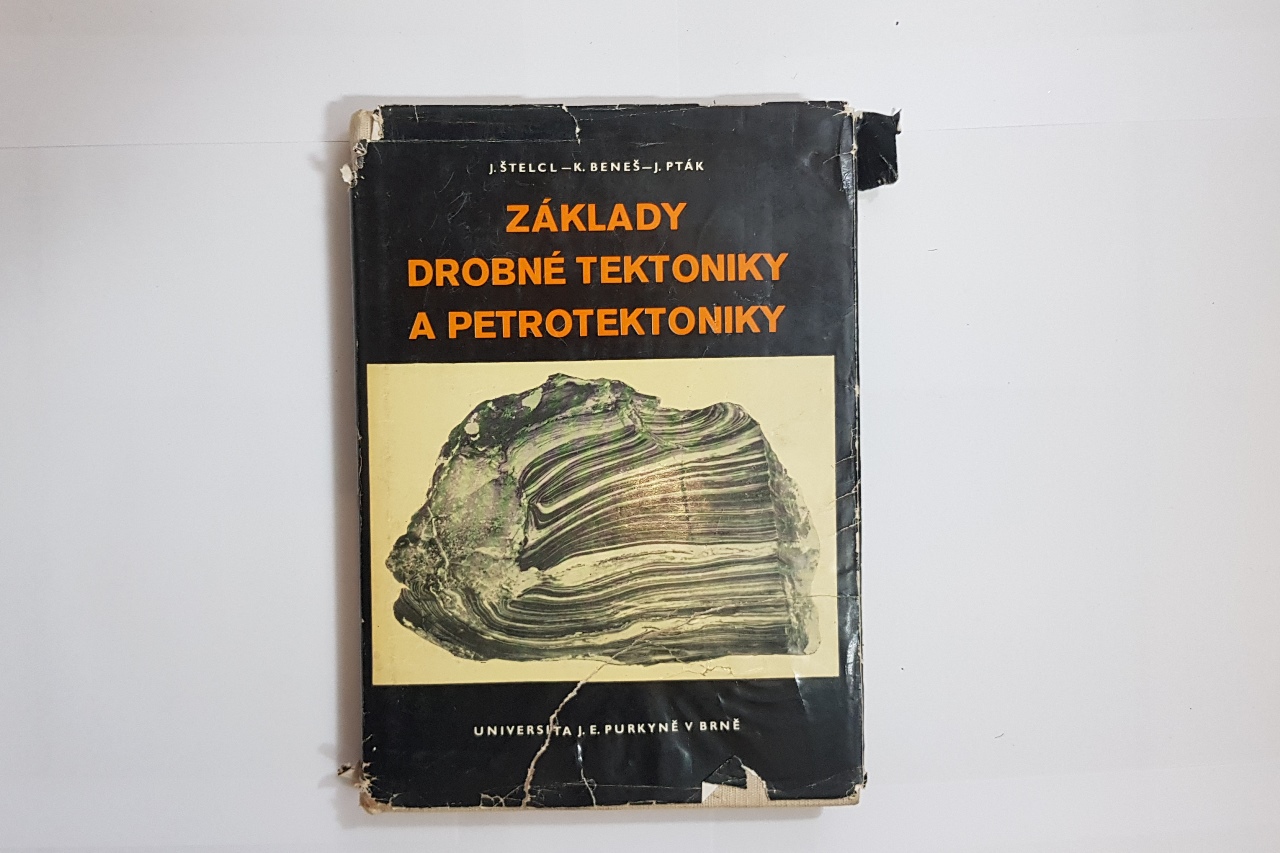 J. ŠTELCL – K. BENEŠ – J. PTÁK
ZÁKLADY
DROBNÉ TEKTONIKY
A PETROTEKTONIKY
UNIVERSITA J. E. PURKYNĚ V BRNĚ